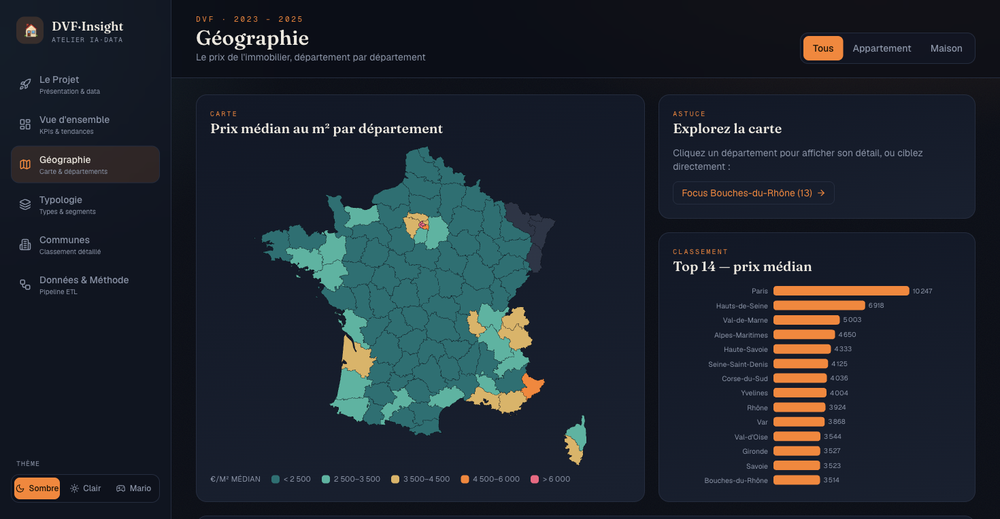 DVF·Insight
ATELIER IA·DATA
Le Projet
Présentation & data
Vue d'ensemble
KPIs & tendances
Géographie
Carte & départements
Typologie
Types & segments
Communes
Classement détaillé
Données & Méthode
Pipeline ETL
THÈME
Sombre
Clair
Mario
DVF · 2023 – 2025
Géographie
Le prix de l'immobilier, département par département
Tous
Appartement
Maison
CARTE
Prix médian au m² par département
€/M² MÉDIAN
< 2 500
2 500–3 500
3 500–4 500
4 500–6 000
> 6 000
ASTUCE
Explorez la carte
Cliquez un département pour afficher son détail, ou ciblez
directement :
Focus Bouches-du-Rhône (13) →
CLASSEMENT
Top 14 — prix médian
Paris 10 247
Hauts-de-Seine 6 918
Val-de-Marne 5 003
Alpes-Maritimes 4 650
Haute-Savoie 4 333
Seine-Saint-Denis 4 125
Corse-du-Sud 4 036
Yvelines 4 004
Rhône 3 924
Var 3 868
Val-d'Oise 3 544
Gironde 3 527
Savoie 3 523
Bouches-du-Rhône 3 514